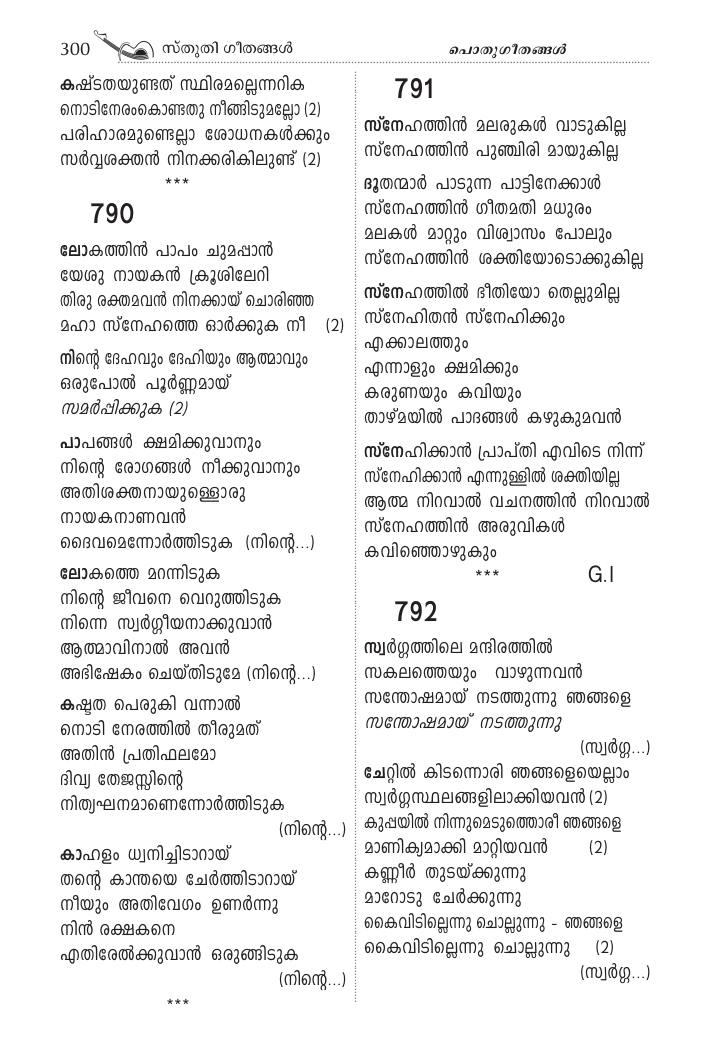 300 സ്തുതി ഗീതങ്ങൾ പൊതുഗീതങ്ങൾ
കഷ്ടതയുണ്ടത് സ്ഥിരമല്ലെന്നറിക
നൊടിനേരംകൊണ്ടതു നീങ്ങിടുമല്ലോ (2)
പരിഹാരമുണ്ടെല്ലാ ശോധനകൾക്കും
സർവ്വശക്തൻ നിനക്കരികിലുണ്ട് (2)
***
790
ലോകത്തിൻ പാപം ചുമപ്പാൻ
യേശു നായകൻ ക്രൂശിലേറി
തിരു രക്തമവൻ നിനക്കായ് ചൊരിഞ്ഞ
മഹാ സ്നേഹത്തെ ഓർക്കുക നീ (2)
നിന്റെ ദേഹവും ദേഹിയും ആത്മാവും
ഒരുപോൽ പൂർണ്ണമായ്
സമർപ്പിക്കുക (2)
പാപങ്ങൾ ക്ഷമിക്കുവാനും
നിന്റെ രോഗങ്ങൾ നീക്കുവാനും
അതിശക്തനായുള്ളൊരു
നായകനാണവൻ
ദൈവമെന്നോർത്തിടുക (നിന്റെ...)
ലോകത്തെ മറന്നിടുക
നിന്റെ ജീവനെ വെറുത്തിടുക
നിന്നെ സ്വർഗ്ഗീയനാക്കുവാൻ
ആത്മാവിനാൽ അവൻ
അഭിഷേകം ചെയ്തിടുമേ (നിന്റെ...)
കഷ്ടത പെരുകി വന്നാൽ
നൊടി നേരത്തിൽ തീരുമത്
അതിൻ പ്രതിഫലമോ
ദിവ്യ തേജസ്സിന്റെ
നിത്യഘനമാണെന്നോർത്തിടുക
(നിന്റെ...)
കാഹളം ധ്വനിച്ചിടാറായ്
തന്റെ കാന്തയെ ചേർത്തിടാറായ്
നീയും അതിവേഗം ഉണർന്നു
നിൻ രക്ഷകനെ
എതിരേൽക്കുവാൻ ഒരുങ്ങിടുക
(നിന്റെ...)
***
791
സ്നേഹത്തിൻ മലരുകൾ വാടുകില്ല
സ്നേഹത്തിൻ പുഞ്ചിരി മായുകില്ല
ദൂതന്മാർ പാടുന്ന പാട്ടിനേക്കാൾ
സ്നേഹത്തിൻ ഗീതമതി മധുരം
മലകൾ മാറ്റും വിശ്വാസം പോലും
സ്നേഹത്തിൻ ശക്തിയോടൊക്കുകില്ല
സ്നേഹത്തിൽ ഭീതിയോ തെല്ലുമില്ല
സ്നേഹിതൻ സ്നേഹിക്കും
എക്കാലത്തും
എന്നാളും ക്ഷമിക്കും
കരുണയും കവിയും
താഴ്മയിൽ പാദങ്ങൾ കഴുകുമവൻ
സ്നേഹിക്കാൻ പ്രാപ്തി എവിടെ നിന്ന്
സ്നേഹിക്കാൻ എന്നുള്ളിൽ ശക്തിയില്ല
ആത്മ നിറവാൽ വചനത്തിൻ നിറവാൽ
സ്നേഹത്തിൻ അരുവികൾ
കവിഞ്ഞൊഴുകും
*** G.I
792
സ്വർഗ്ഗത്തിലെ മന്ദിരത്തിൽ
സകലത്തെയും വാഴുന്നവൻ
സന്തോഷമായ് നടത്തുന്നു ഞങ്ങളെ
സന്തോഷമായ് നടത്തുന്നു
(സ്വർഗ്ഗ...)
ചേറ്റിൽ കിടന്നൊരി ഞങ്ങളെയെല്ലാം
സ്വർഗ്ഗസ്ഥലങ്ങളിലാക്കിയവൻ (2)
കുപ്പയിൽ നിന്നുമെടുത്തൊരീ ഞങ്ങളെ
മാണിക്യമാക്കി മാറ്റിയവൻ (2)
കണ്ണീർ തുടയ്ക്കുന്നു
മാറോടു ചേർക്കുന്നു
കൈവിടില്ലെന്നു ചൊല്ലുന്നു - ഞങ്ങളെ
കൈവിടില്ലെന്നു ചൊല്ലുന്നു (2)
(സ്വർഗ്ഗ...)